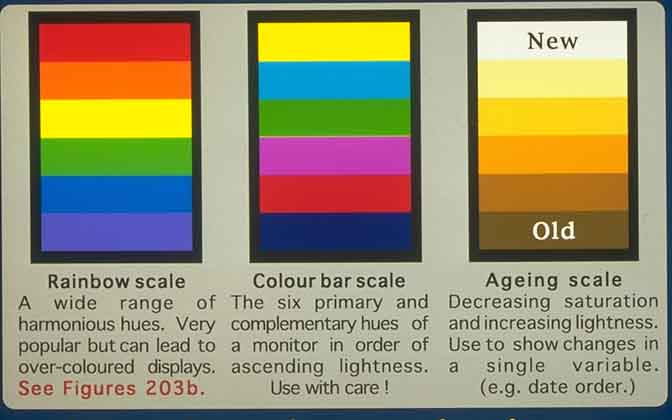 New
Old
Rainbow scale
A wide range of
harmonious hues. Very
popular but can lead to
over-coloured displays.
See Figures 203b.
Colour bar scale
The six primary and
complementary hues of
a monitor in order of
ascending lightness.
Use with care !
Ageing scale
Decreasing saturation
and increasing lightness.
Use to show changes in
a single variable.
(e.g. date order.)